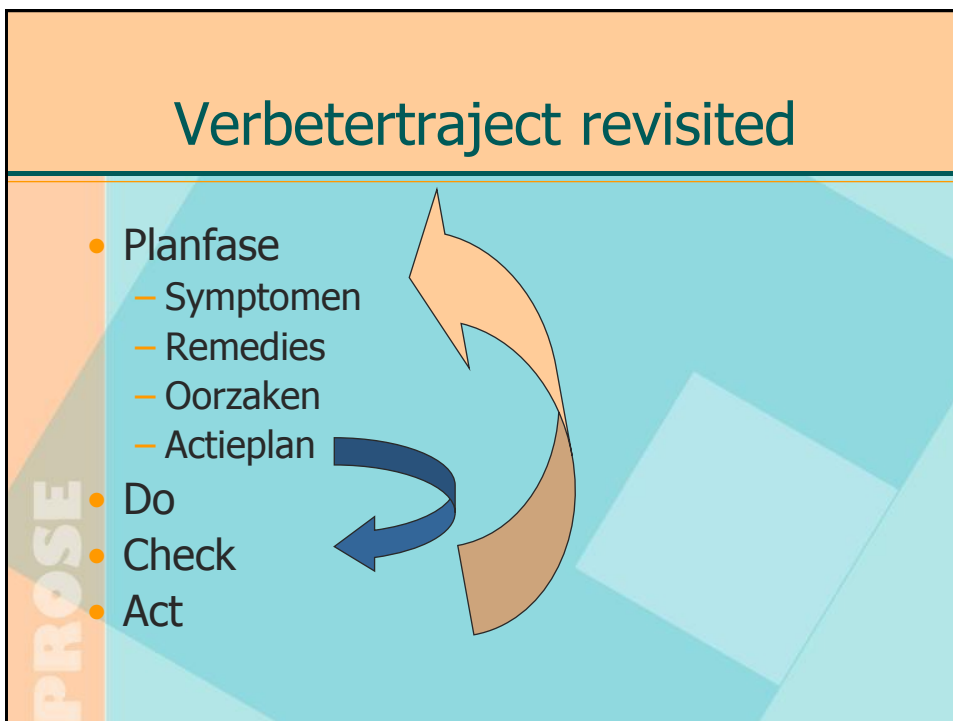 Verbetertraject revisited
• Planfase
– Symptomen
– Remedies
– Oorzaken
– Actieplan
• Do
• Check
• Act
PROSE